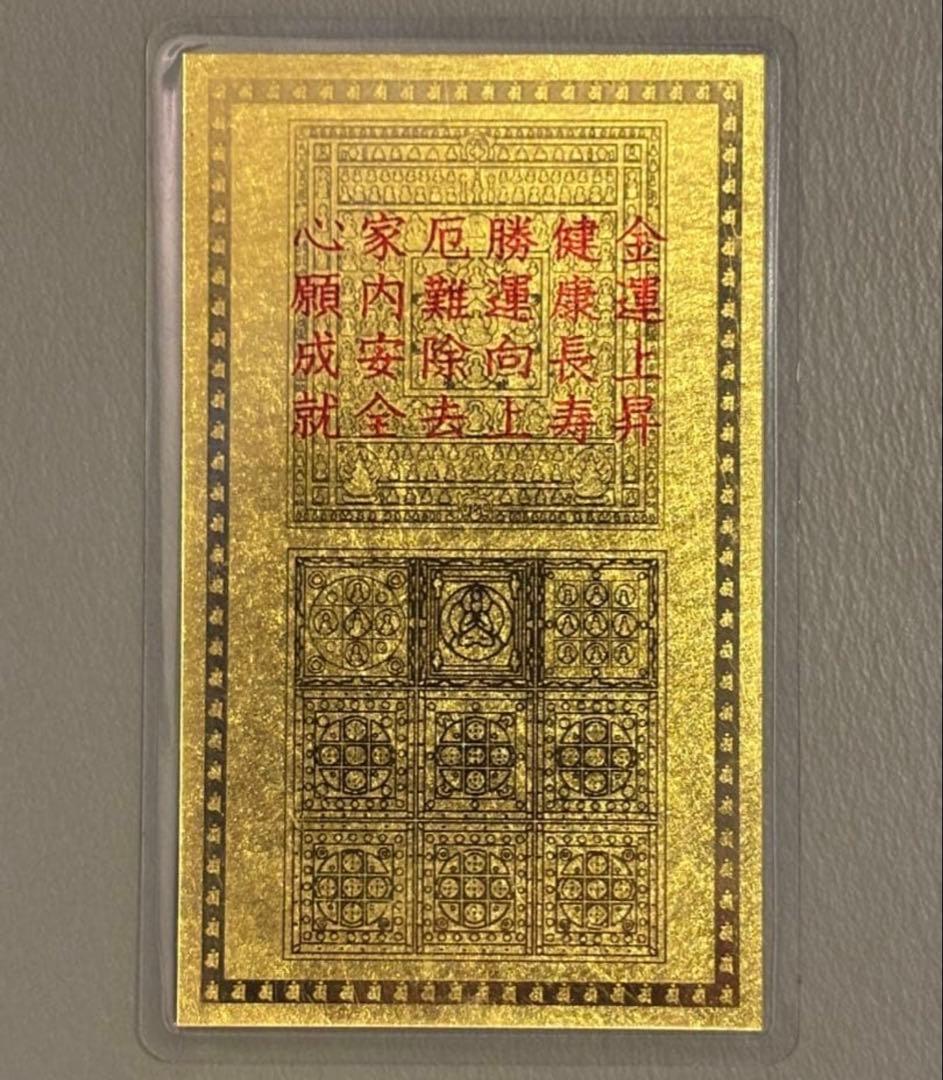 金運上昇
健康長寿
勝運向上
厄難除去
家内安全
心願成就